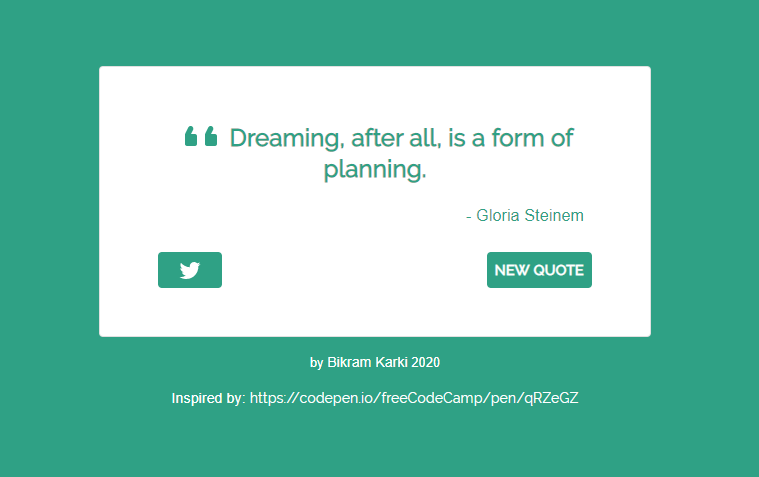 “ Dreaming, after all, is a form of
planning.
- Gloria Steinem
NEW QUOTE
by Bikram Karki 2020
Inspired by: https://codepen.io/freeCodeCamp/pen/qRZeGZ